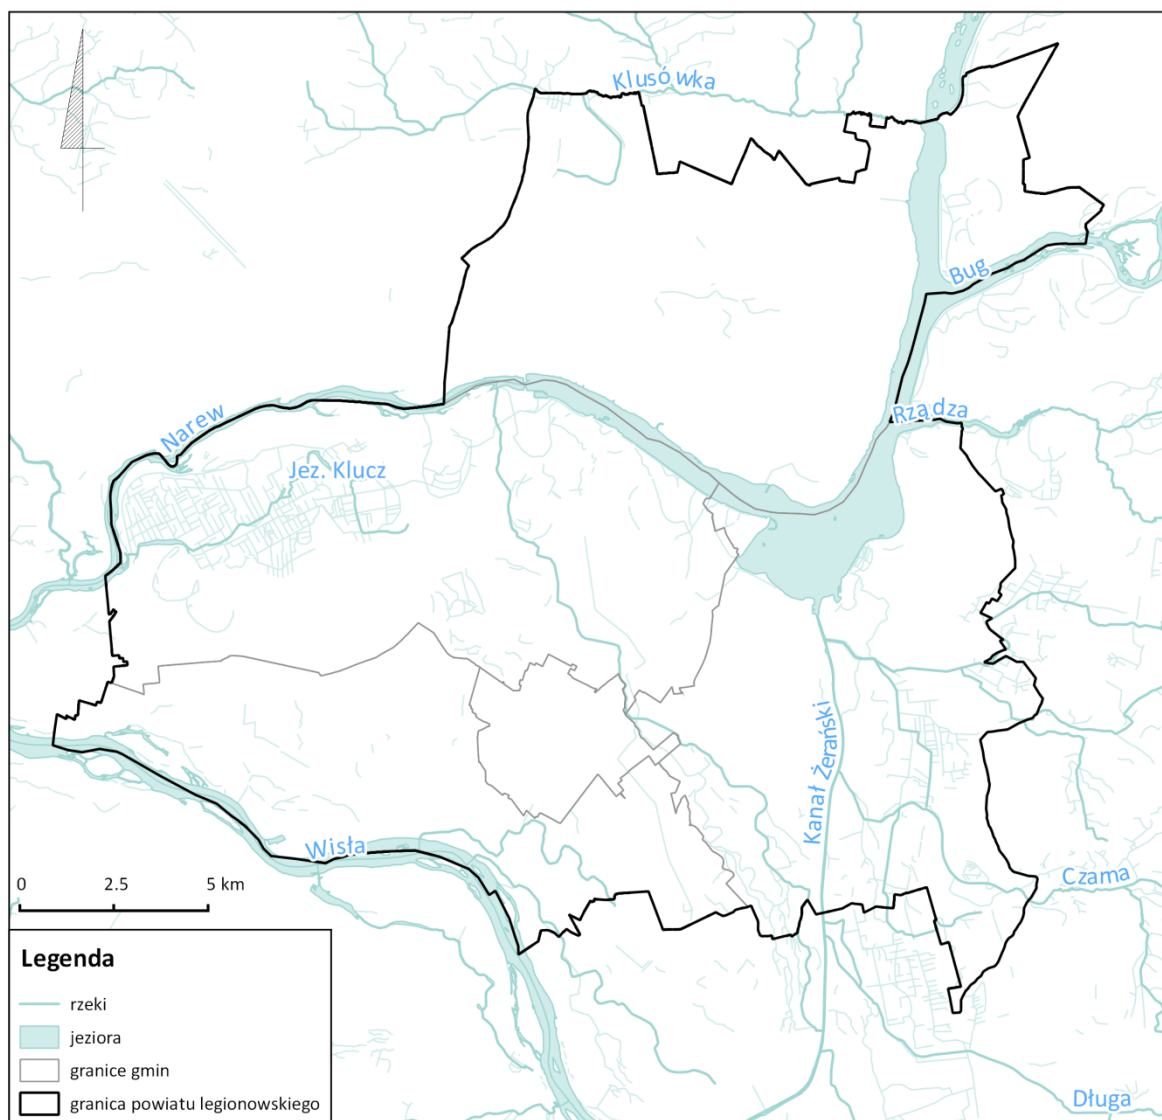 Klusówka
Bug
Rządza
Narew
Jez. Klucz
Kanał Żerański
Wisła
Czama
0 2.5 5 km
Legenda
rzeki
jeziora
granice gmin
granica powiatu legionowskiego
Długa